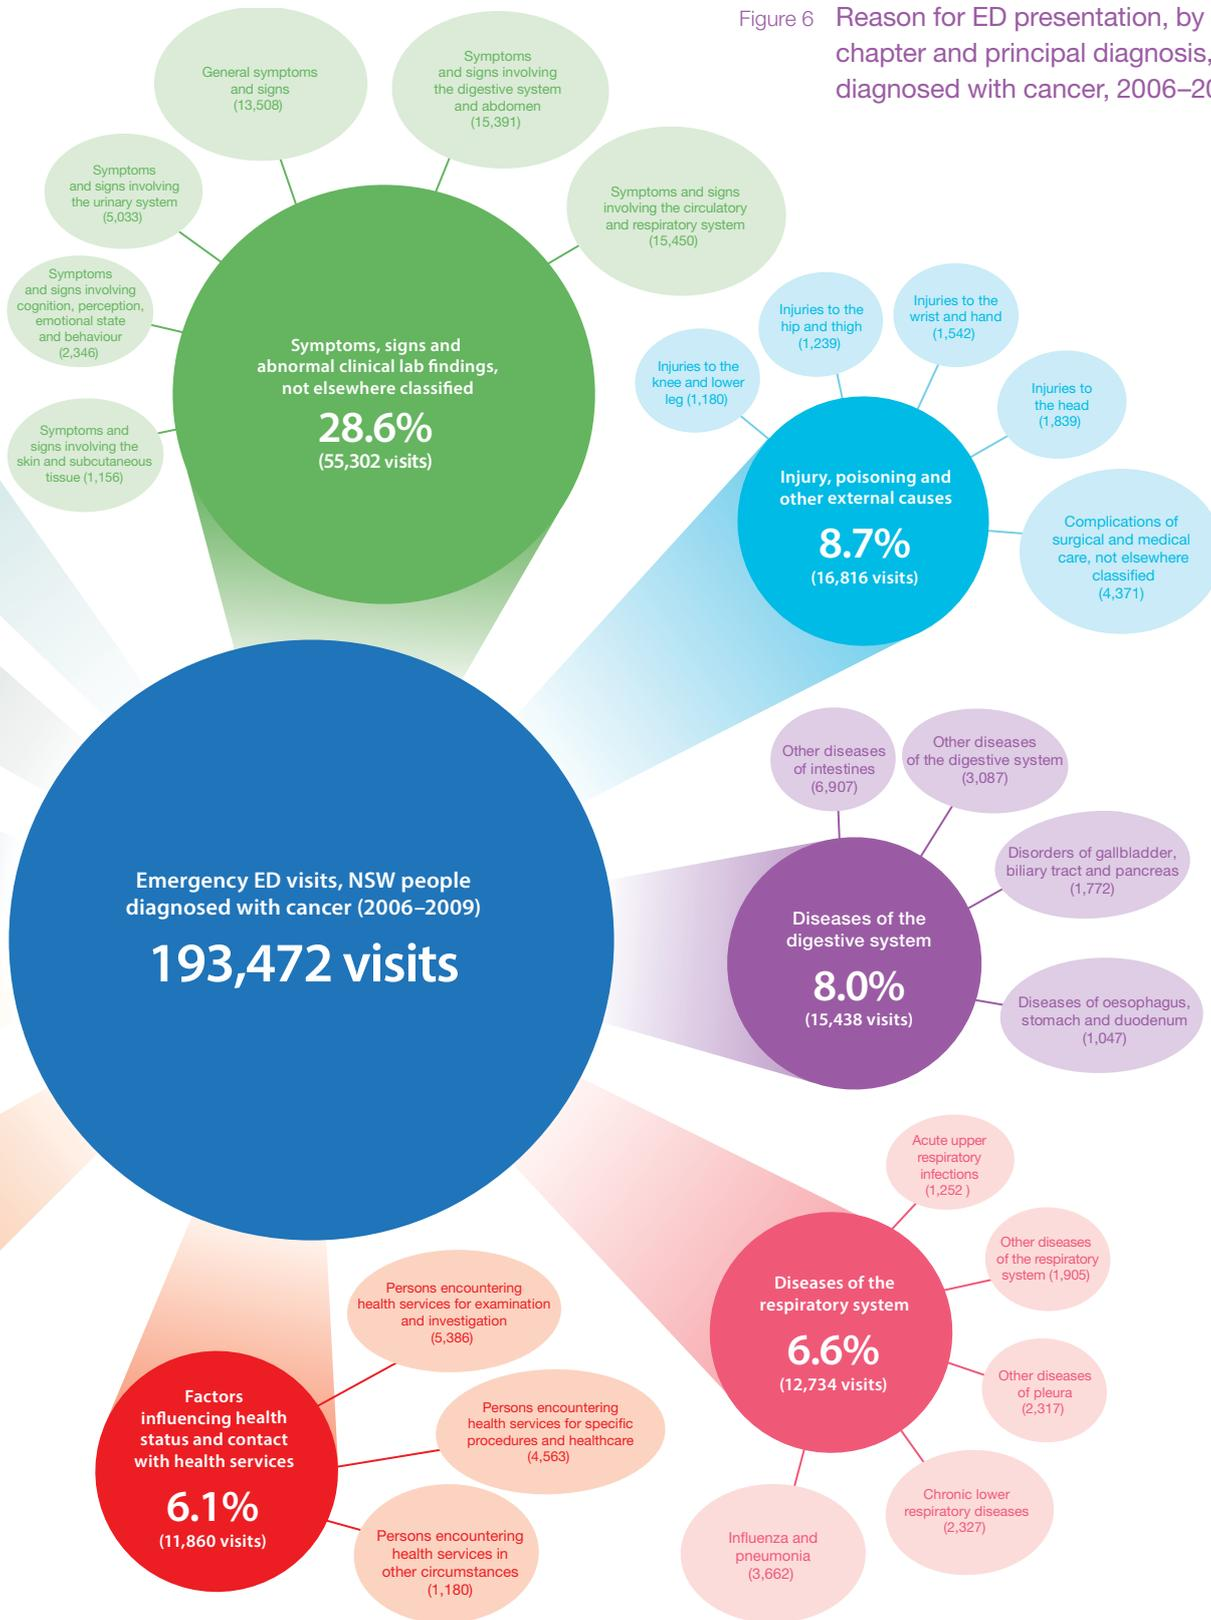 Figure 6
Reason for ED presentation, by
chapter and principal diagnosis,
diagnosed with cancer, 2006–20
General symptoms
and signs
(13,508)
Symptoms
and signs involving
the digestive system
and abdomen
(15,391)
Symptoms and signs
involving the circulatory
and respiratory system
(15,450)
Symptoms
and signs involving
the urinary system
(5,033)
Symptoms
and signs involving
cognition, perception,
emotional state
and behaviour
(2,346)
Symptoms and
signs involving the
skin and subcutaneous
tissue (1,156)
Symptoms, signs and
abnormal clinical lab findings,
not elsewhere classified
28.6%
(55,302 visits)
Injuries to the
knee and lower
leg (1,180)
Injuries to the
hip and thigh
(1,239)
Injuries to the
wrist and hand
(1,542)
Injuries to
the head
(1,839)
Complications of
surgical and medical
care, not elsewhere
classified
(4,371)
Injury, poisoning and
other external causes
8.7%
(16,816 visits)
Other diseases
of intestines
(6,907)
Other diseases
of the digestive system
(3,087)
Disorders of gallbladder,
biliary tract and pancreas
(1,772)
Diseases of oesophagus,
stomach and duodenum
(1,047)
Diseases of the
digestive system
8.0%
(15,438 visits)
Emergency ED visits, NSW people
diagnosed with cancer (2006–2009)
193,472 visits
Acute upper
respiratory
infections
(1,252 )
Other diseases
of the respiratory
system (1,905)
Other diseases
of pleura
(2,317)
Chronic lower
respiratory diseases
(2,327)
Influenza and
pneumonia
(3,662)
Diseases of the
respiratory system
6.6%
(12,734 visits)
Persons encountering
health services for examination
and investigation
(5,386)
Persons encountering
health services for specific
procedures and healthcare
(4,563)
Persons encountering
health services in
other circumstances
(1,180)
Factors
influencing health
status and contact
with health services
6.1%
(11,860 visits)